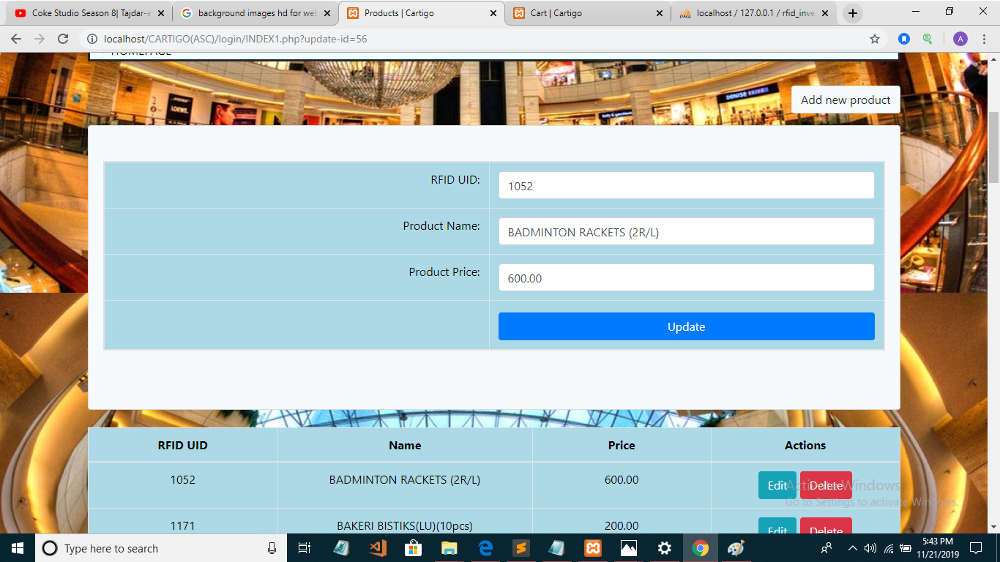 Coke Studio Season 8| Tajdar-e
background images hd for web
Products | Cartigo
Cart | Cartigo
localhost / 127.0.0.1 / rfid_inve
localhost/CARTIGO(ASC)/login/INDEX1.php?update-id=56
A
HOMEPAGE
LOEWE
DENISE
Add new product
RFID UID:
1052
Product Name:
BADMINTON RACKETS (2R/L)
Product Price:
600.00
Update
RFID UID Name Price Actions
1052 BADMINTON RACKETS (2R/L) 600.00 Edit Delete
Activate Windows
Go to Settings to activate Windows.
1171 BAKERI BISTIKS(LU)(10pcs) 200.00 Edit Delete
Type here to search
5:43 PM
11/21/2019